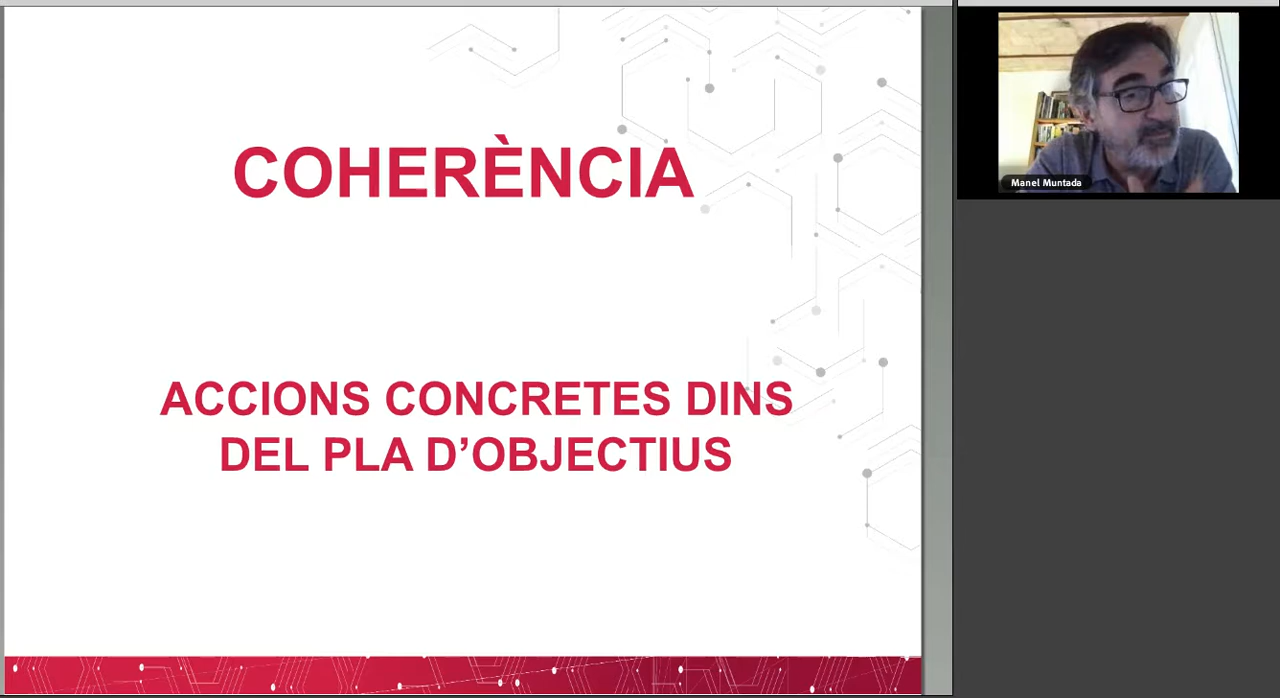 COHERÈNCIA
ACCIONS CONCRETES DINS
DEL PLA D’OBJECTIUS
Manel Muntada